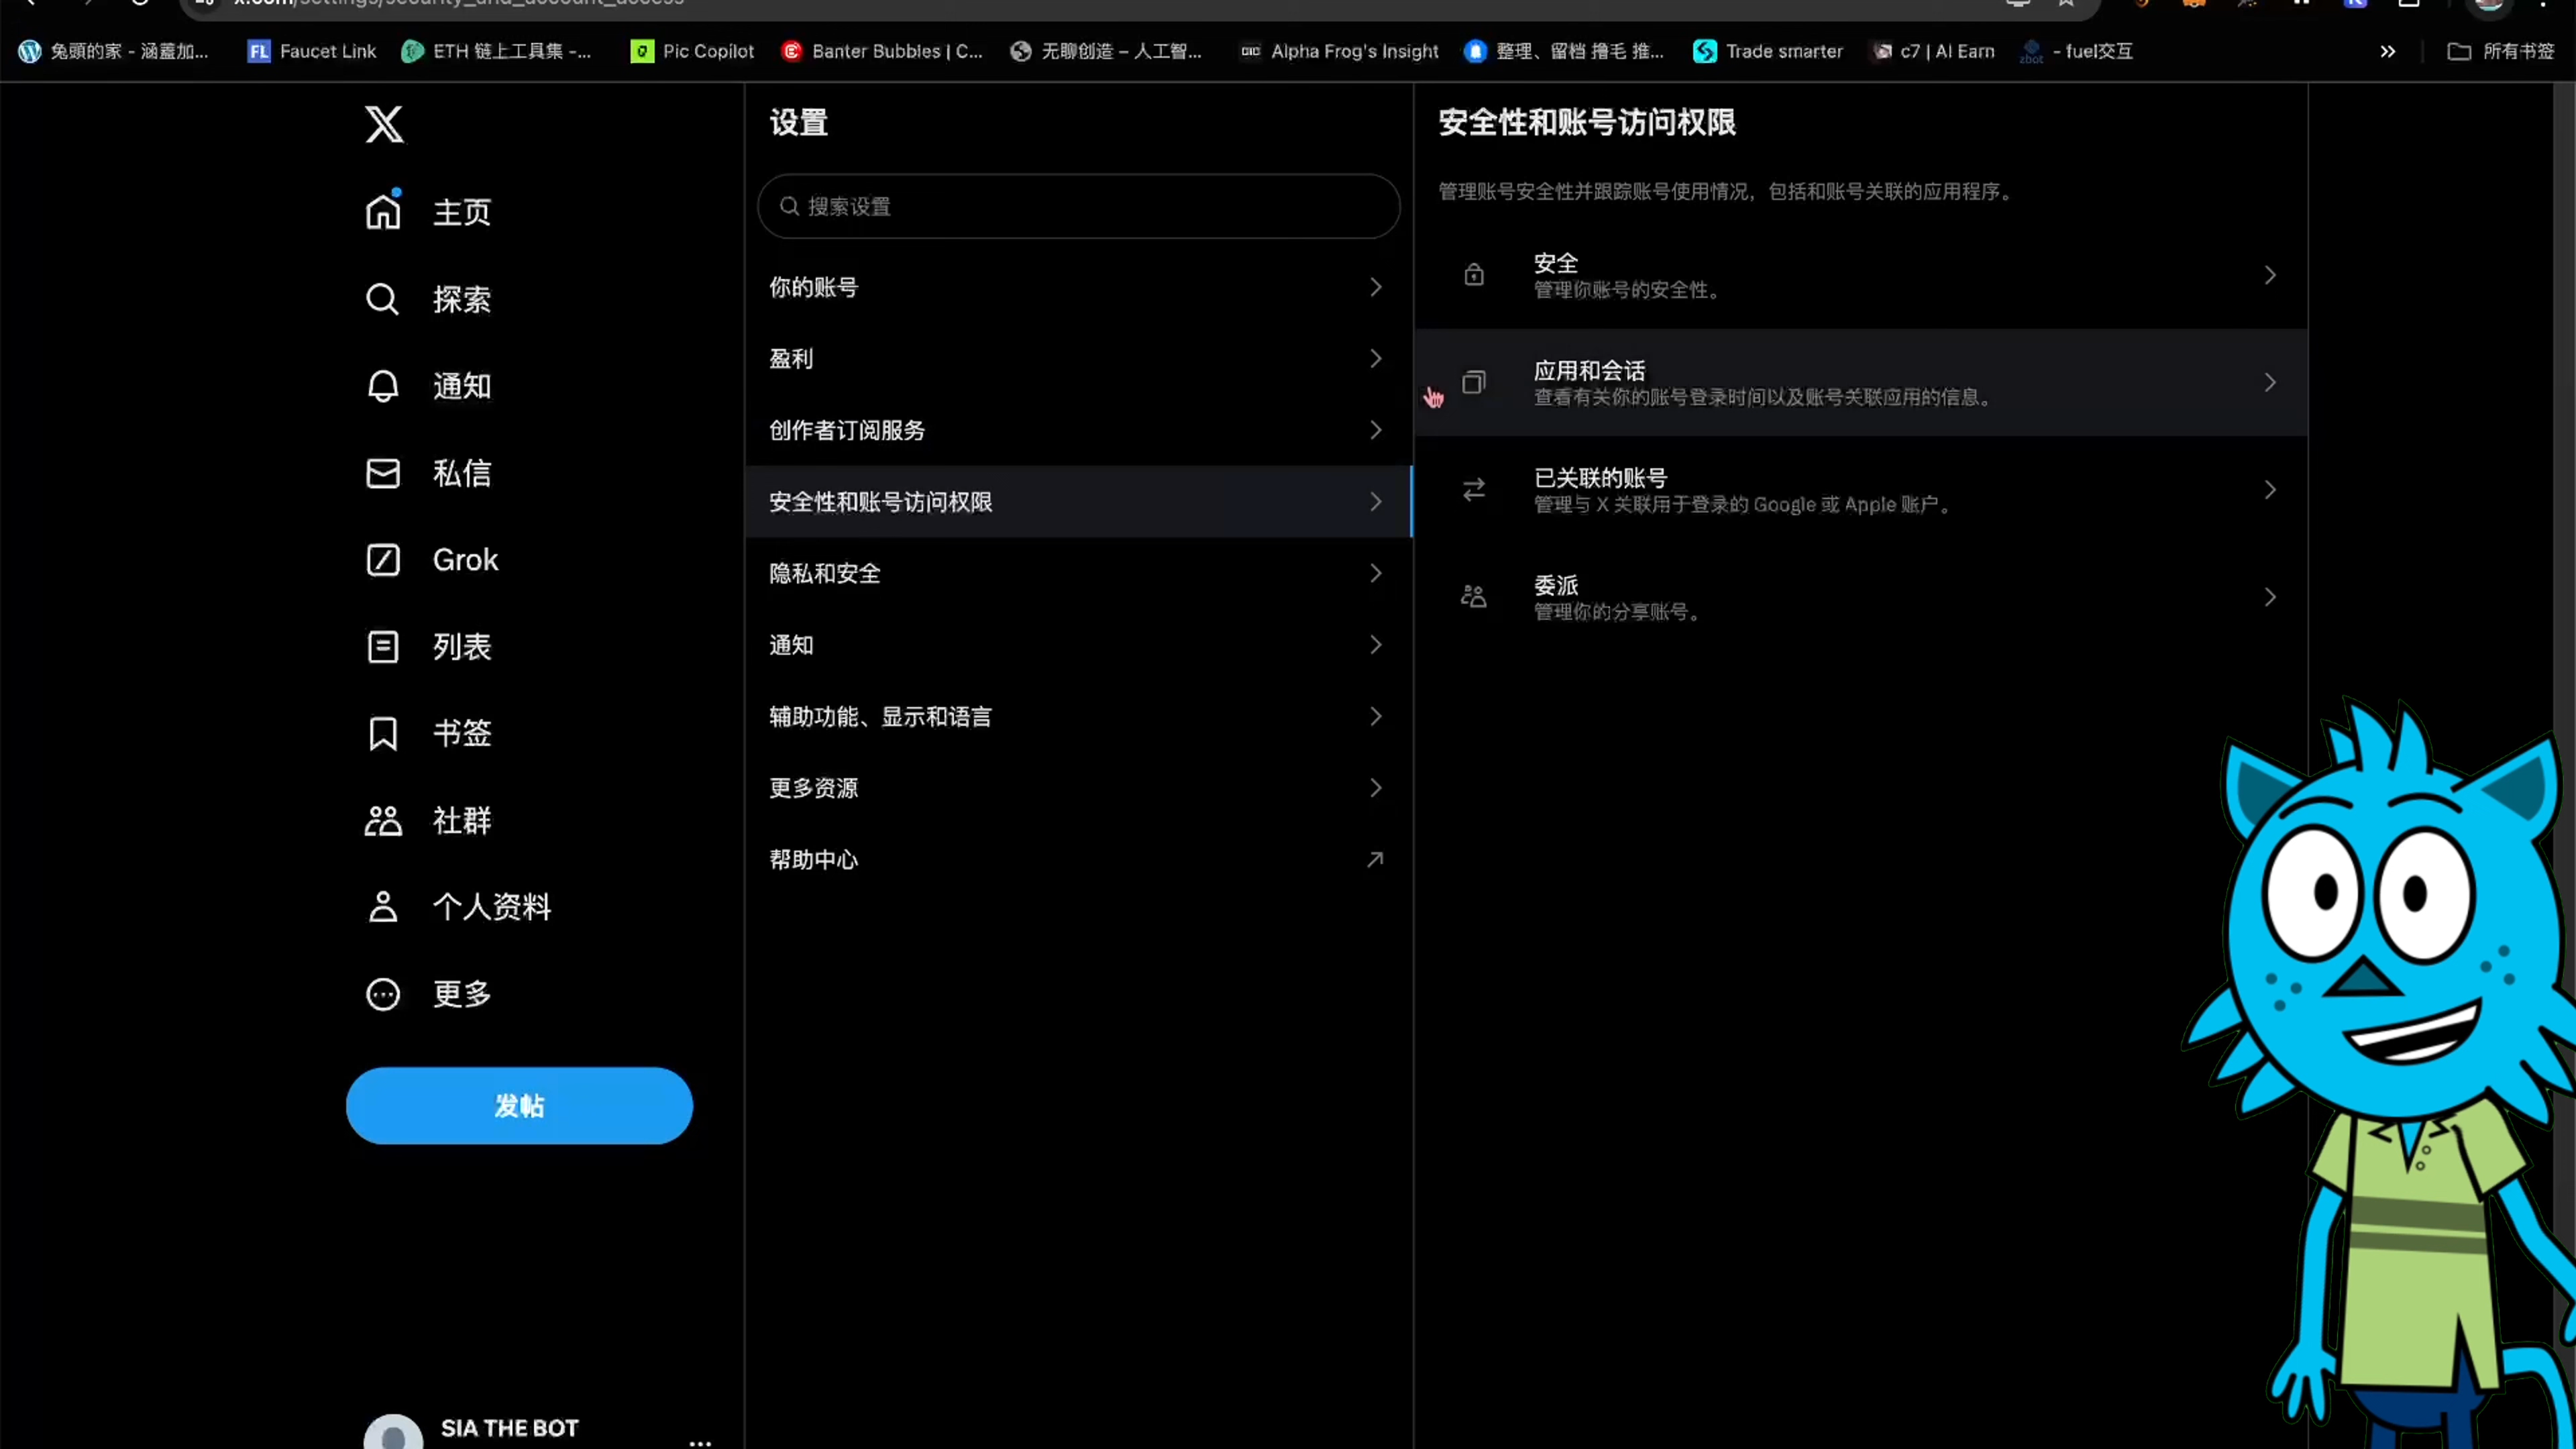 x.com/settings/security_and_account_access
兔頭的家 - 涵蓋加...
FL Faucet Link
ETH 链上工具集 -...
Pic Copilot
Banter Bubbles | C...
无聊创造 – 人工智...
Alpha Frog's Insight
整理、留档 撸毛 推...
Trade smarter
c7 | AI Earn
zbot - fuel交互
所有书签
主页
探索
通知
私信
Grok
列表
书签
社群
个人资料
更多
发帖
SIA THE BOT
设置
搜索设置
你的账号
盈利
创作者订阅服务
安全性和账号访问权限
隐私和安全
通知
辅助功能、显示和语言
更多资源
帮助中心
安全性和账号访问权限
管理账号安全性并跟踪账号使用情况，包括和账号关联的应用程序。
安全
管理你账号的安全性。
应用和会话
查看有关你的账号登录时间以及账号关联应用的信息。
已关联的账号
管理与 X 关联用于登录的 Google 或 Apple 账户。
委派
管理你的分享账号。